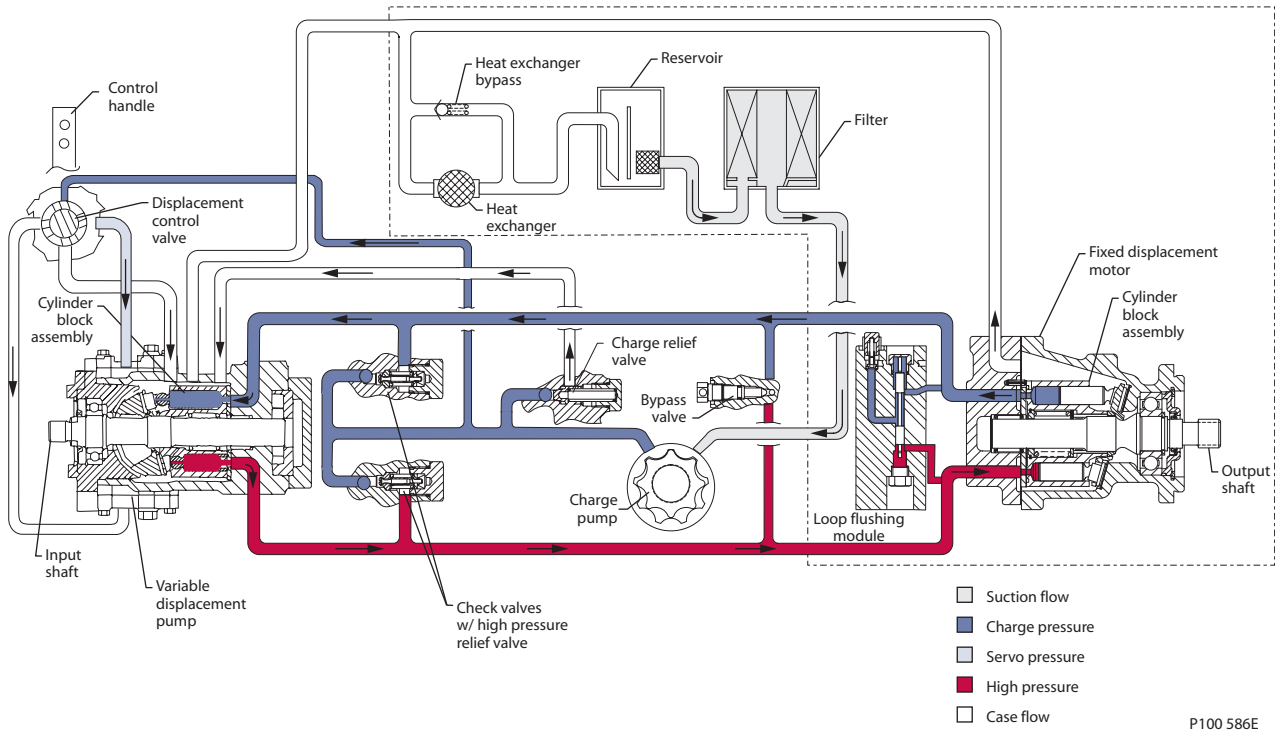 Control
handle
Heat exchanger
bypass
Reservoir
Filter
Displacement
control
valve
Heat
exchanger
Fixed displacement
motor
Cylinder
block
assembly
Cylinder
block
assembly
Charge relief
valve
Bypass
valve
Charge
pump
Loop flushing
module
Output
shaft
Input
shaft
Variable
displacement
pump
Check valves
w/ high pressure
relief valve
Suction flow
Charge pressure
Servo pressure
High pressure
Case flow
P100 586E